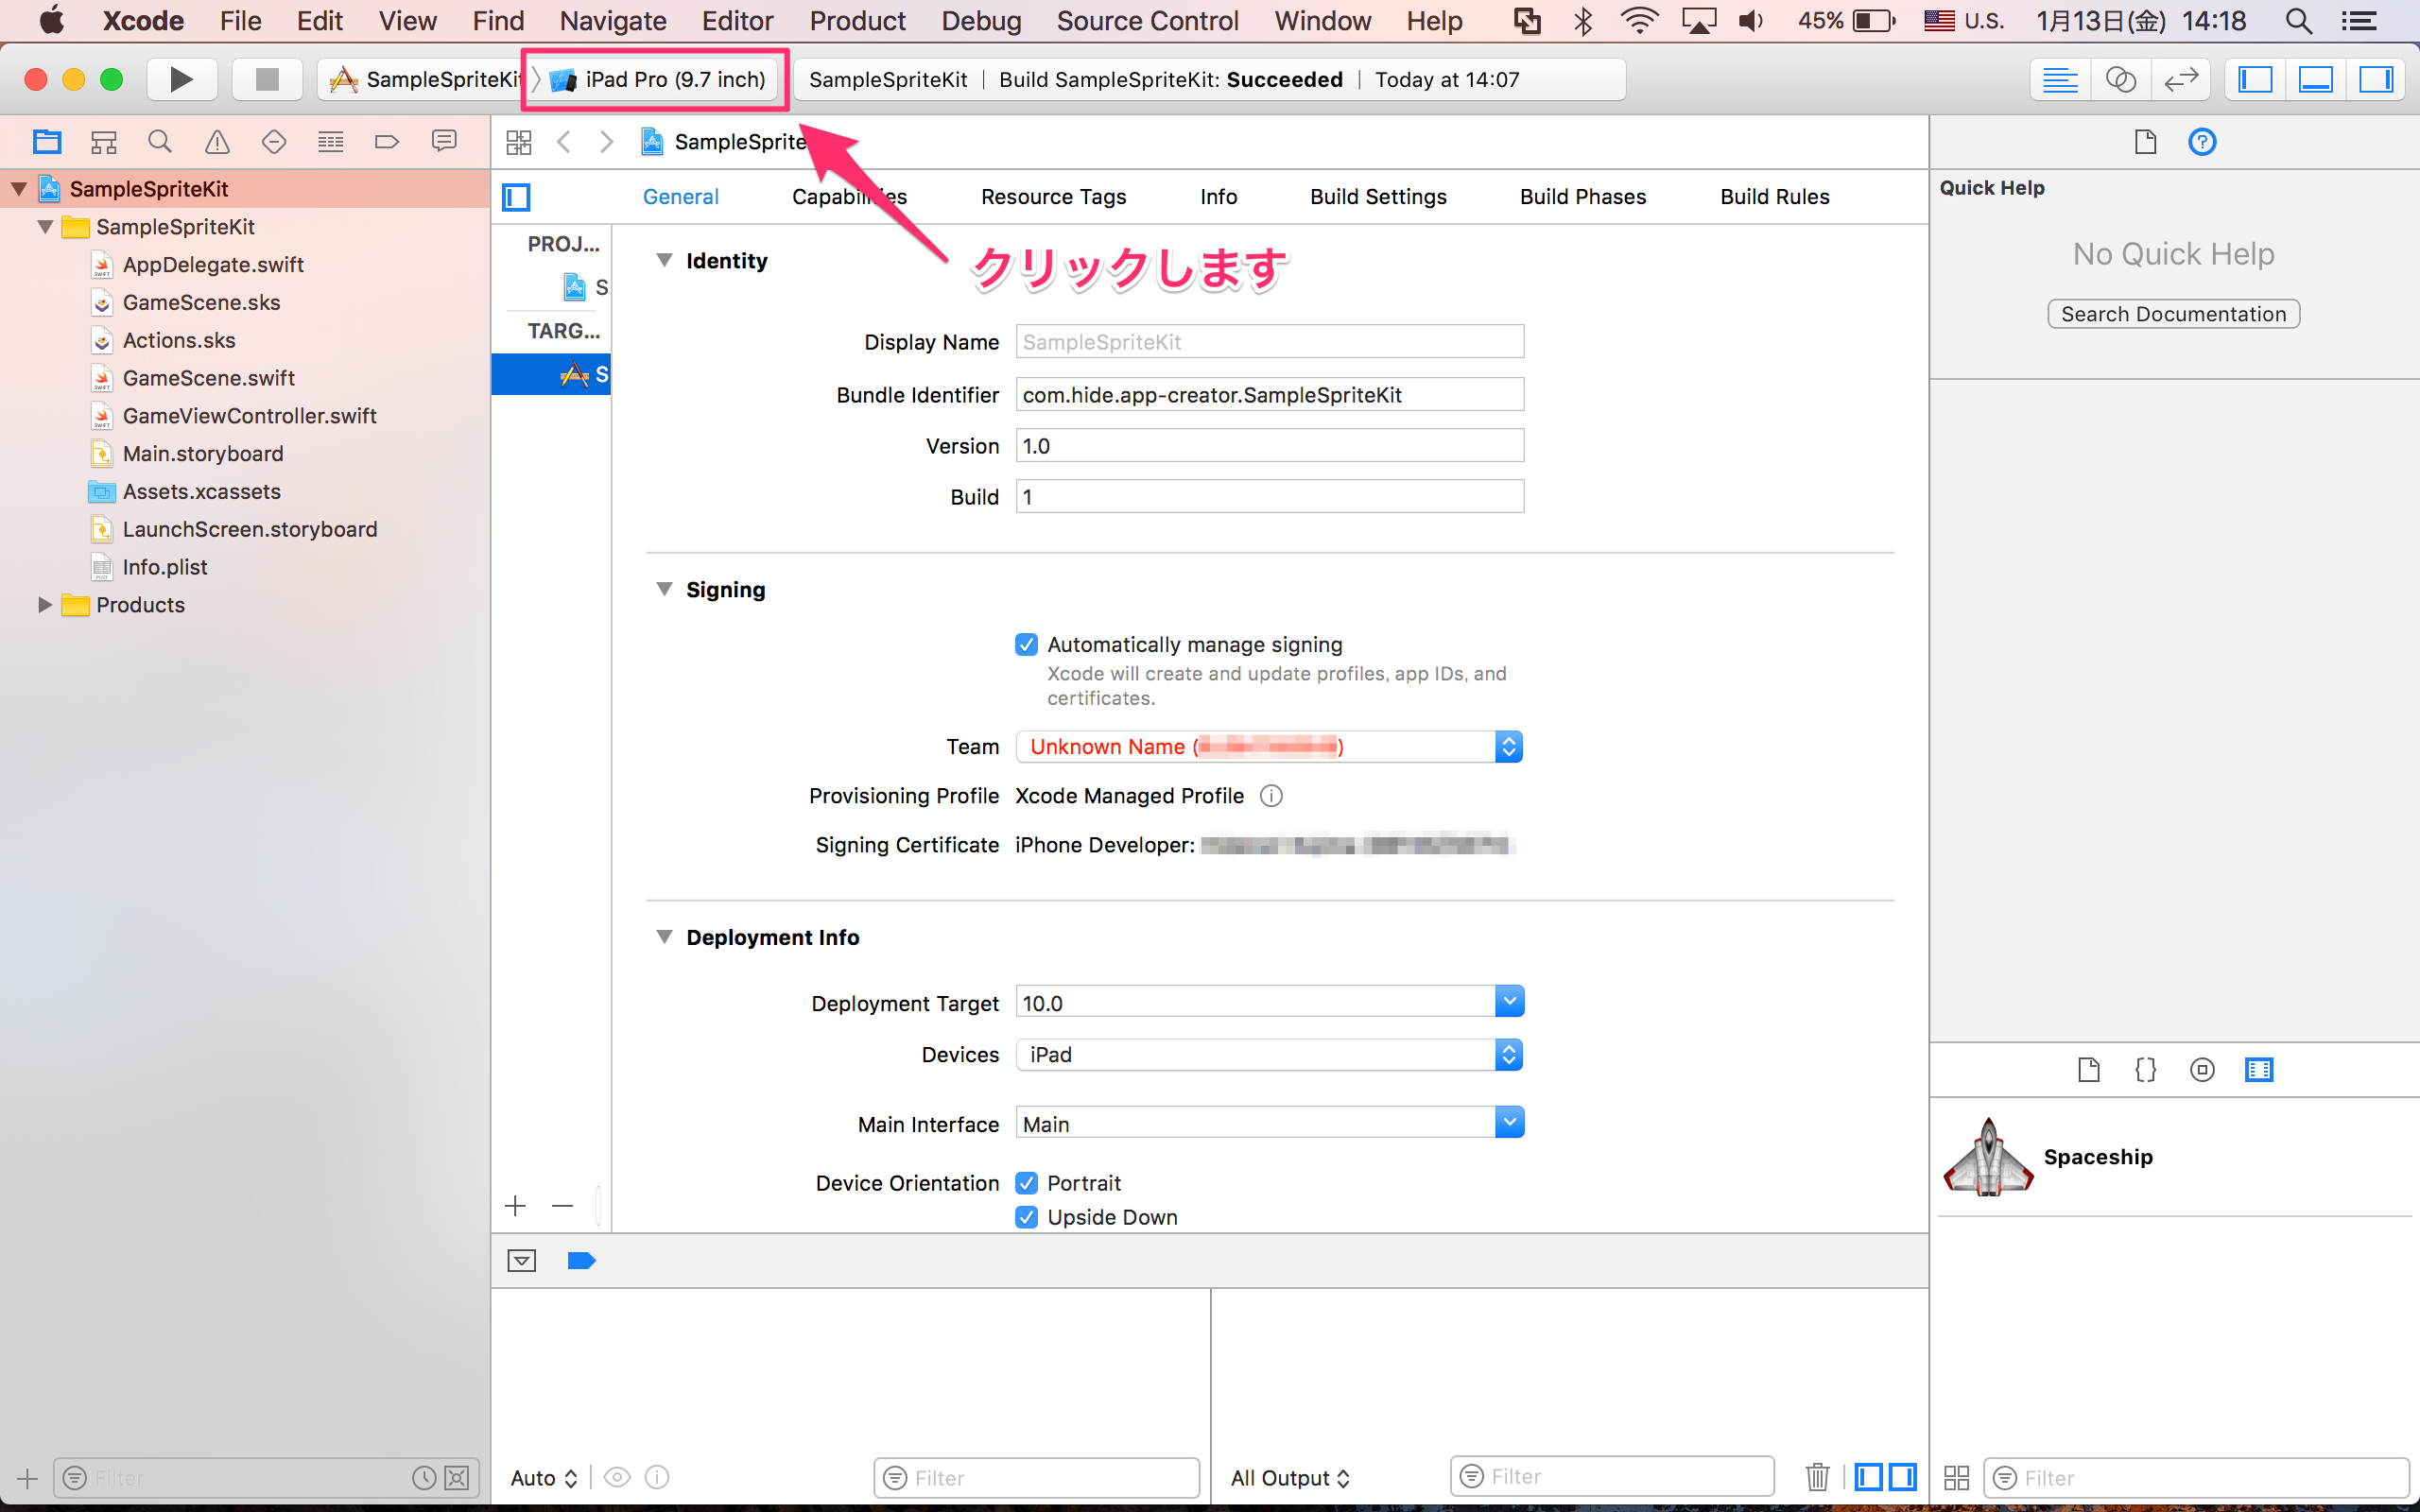 Xcode File Edit View Find Navigate Editor Product Debug Source Control Window Help 45% U.S. 1月13日(金) 14:18
SampleSpriteKit iPad Pro (9.7 inch) SampleSpriteKit | Build SampleSpriteKit: Succeeded | Today at 14:07
SampleSprite
クリックします
SampleSpriteKit
SampleSpriteKit
AppDelegate.swift
GameScene.sks
Actions.sks
GameScene.swift
GameViewController.swift
Main.storyboard
Assets.xcassets
LaunchScreen.storyboard
Info.plist
Products
Filter
General Capabilities Resource Tags Info Build Settings Build Phases Build Rules
PROJ...
S
TARG...
S
Identity
Display Name SampleSpriteKit
Bundle Identifier com.hide.app-creator.SampleSpriteKit
Version 1.0
Build 1
Signing
Automatically manage signing
Xcode will create and update profiles, app IDs, and
certificates.
Team Unknown Name ( )
Provisioning Profile Xcode Managed Profile
Signing Certificate iPhone Developer:
Deployment Info
Deployment Target 10.0
Devices iPad
Main Interface Main
Device Orientation Portrait
Upside Down
Auto Filter
All Output Filter
Quick Help
No Quick Help
Search Documentation
Spaceship
Filter